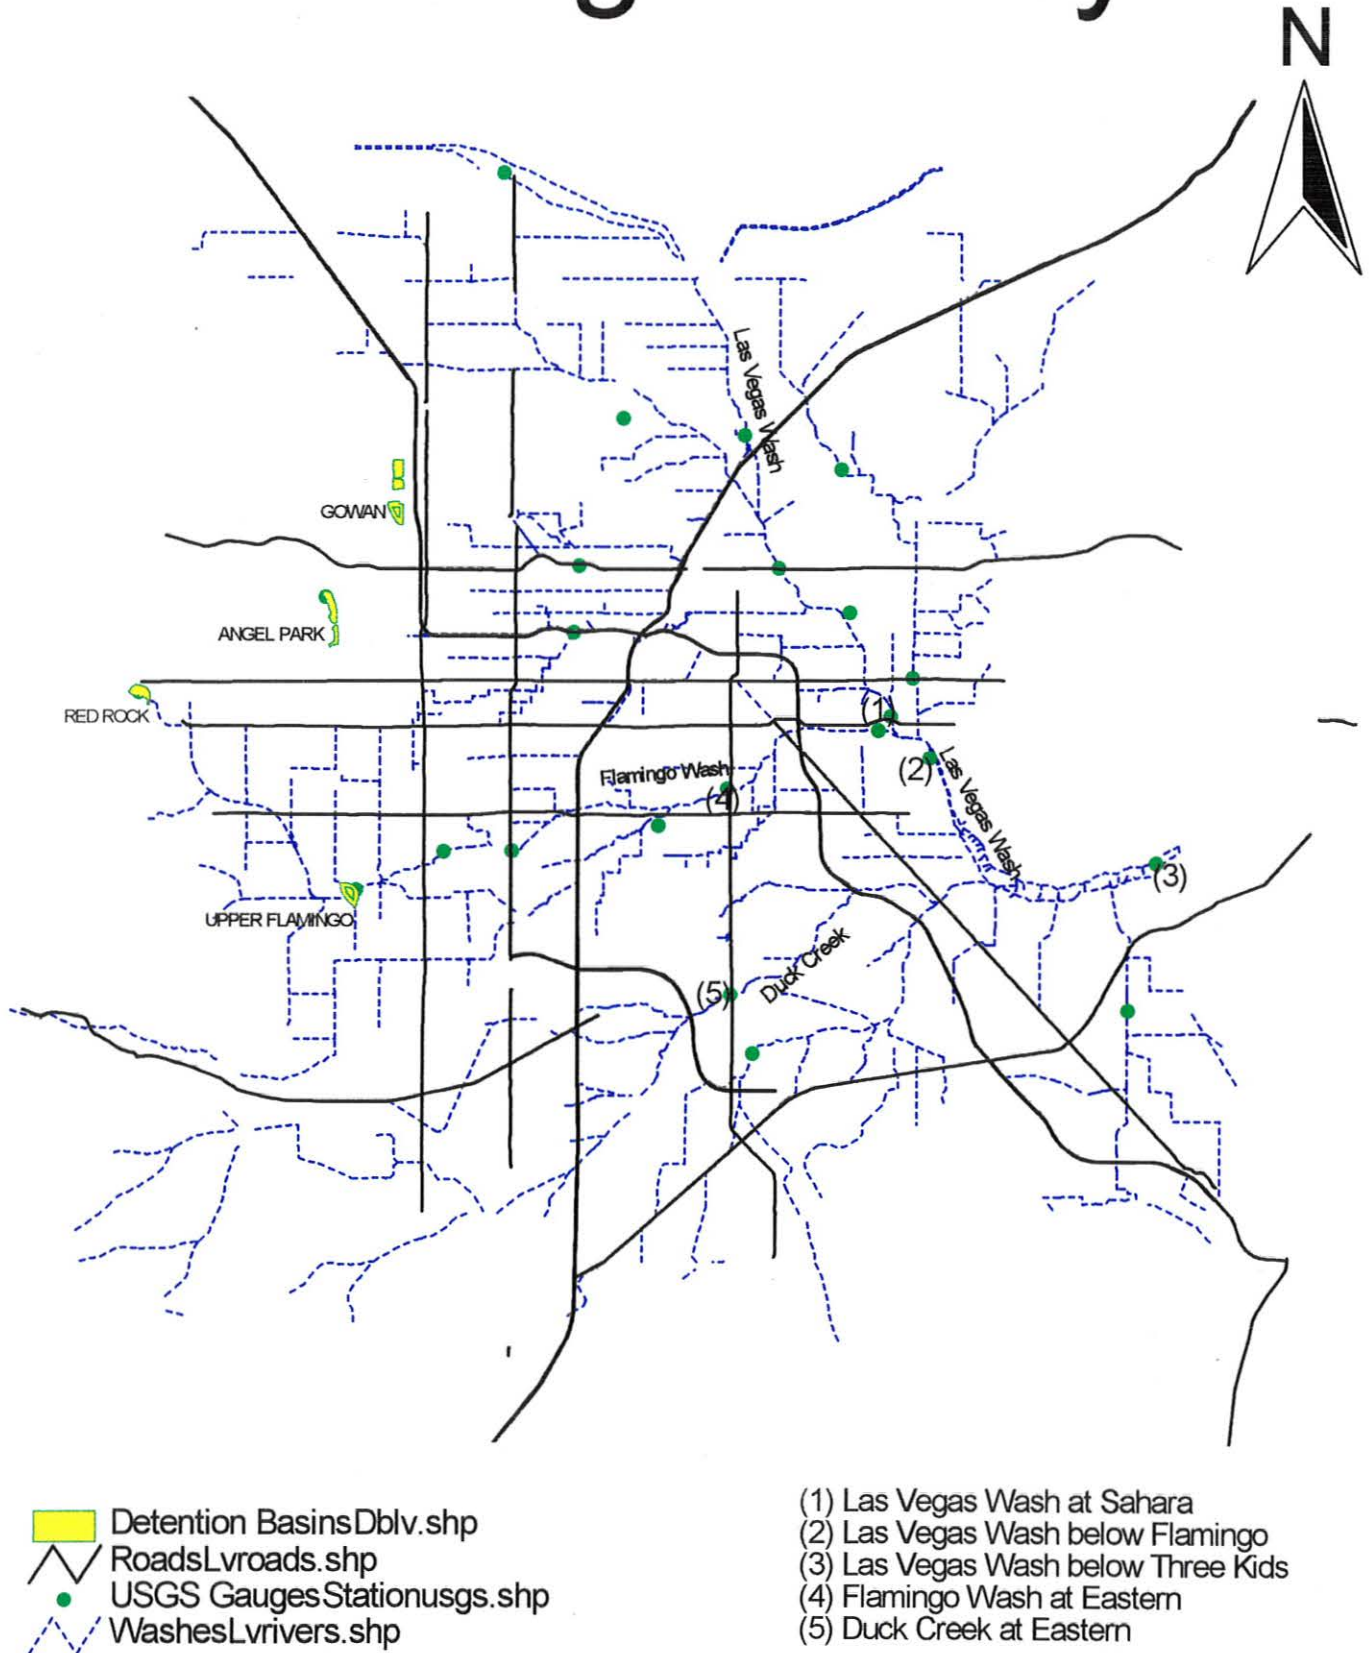 N
Las Vegas Wash
GOWAN
ANGEL PARK
RED ROCK
(1)
(2)
Flamingo Wash
(4)
Las Vegas Wash
(3)
UPPER FLAMINGO
Duck Creek
(5)
Detention Basins Dblv.shp
Roads Lvroads.shp
USGS Gauges Stationusgs.shp
Washes Lvrivers.shp
(1) Las Vegas Wash at Sahara
(2) Las Vegas Wash below Flamingo
(3) Las Vegas Wash below Three Kids
(4) Flamingo Wash at Eastern
(5) Duck Creek at Eastern